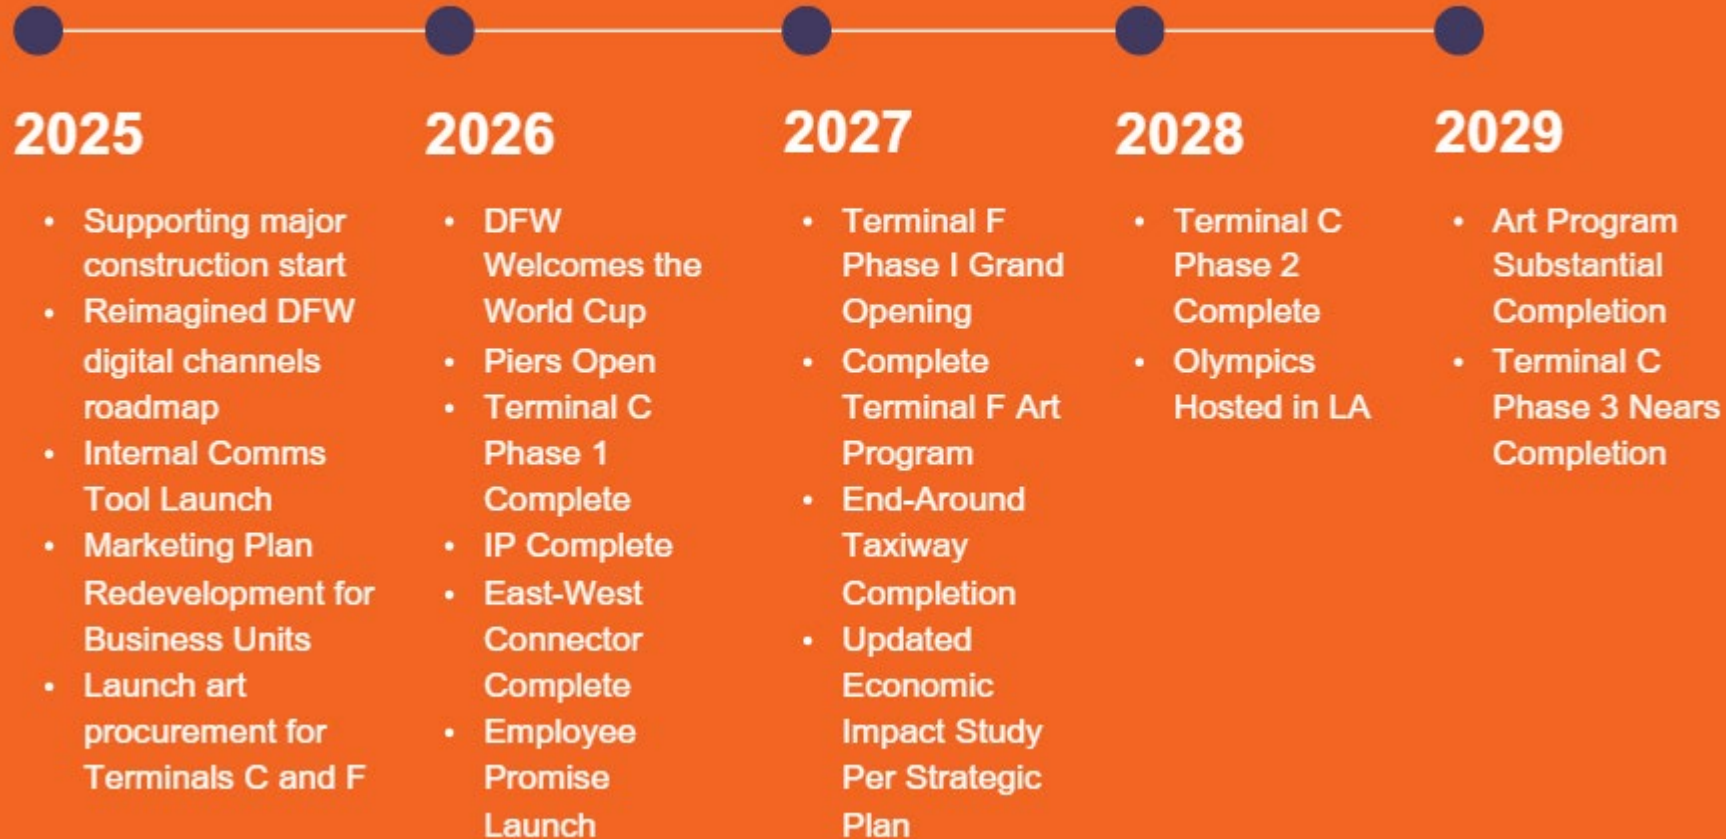 2025
• Supporting major
construction start
• Reimagined DFW
digital channels
roadmap
• Internal Comms
Tool Launch
• Marketing Plan
Redevelopment for
Business Units
• Launch art
procurement for
Terminals C and F
2026
• DFW
Welcomes the
World Cup
• Piers Open
• Terminal C
Phase 1
Complete
• IP Complete
• East-West
Connector
Complete
• Employee
Promise
Launch
2027
• Terminal F
Phase I Grand
Opening
• Complete
Terminal F Art
Program
• End-Around
Taxiway
Completion
• Updated
Economic
Impact Study
Per Strategic
Plan
2028
• Terminal C
Phase 2
Complete
• Olympics
Hosted in LA
2029
• Art Program
Substantial
Completion
• Terminal C
Phase 3 Nears
Completion